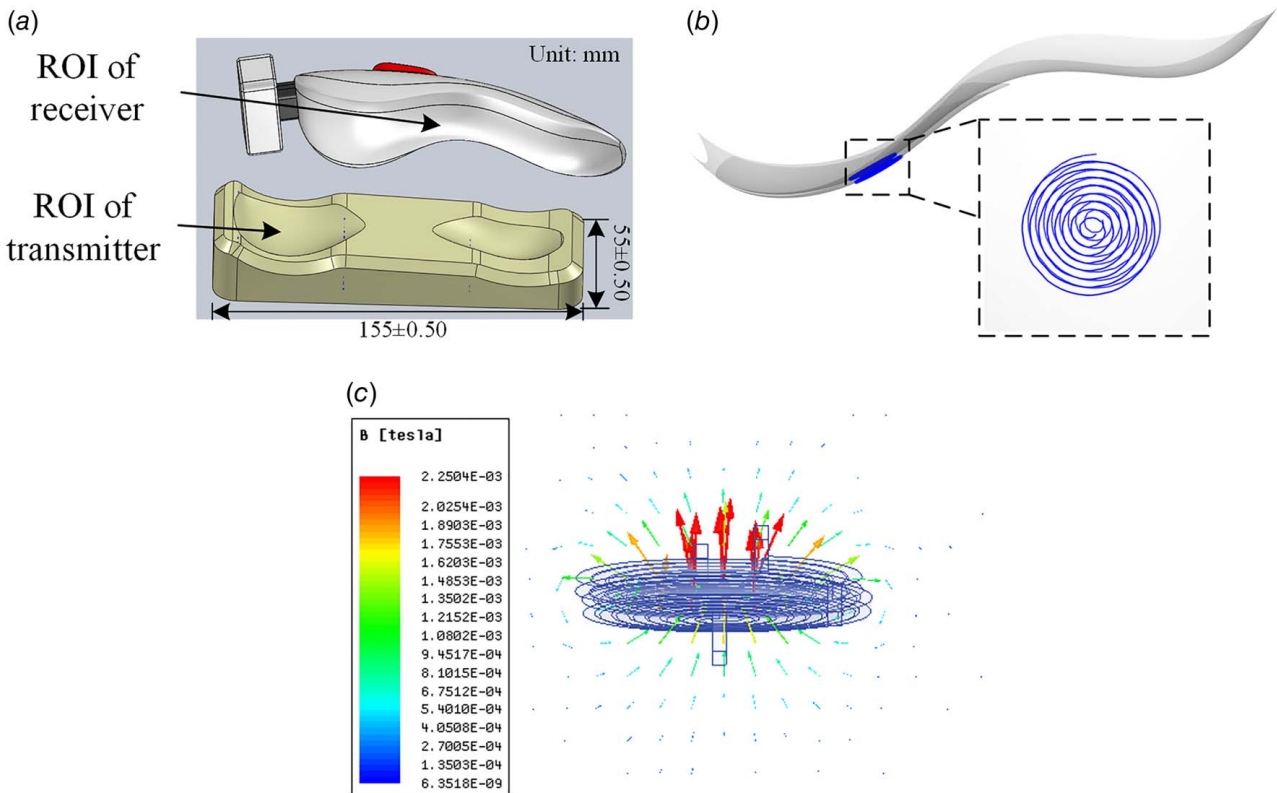 (a)
Unit: mm
ROI of
receiver
ROI of
transmitter
55±0.50
155±0.50
(b)
(c)
B [tesla]
2.2504E-03
2.0254E-03
1.8903E-03
1.7553E-03
1.6203E-03
1.4853E-03
1.3502E-03
1.2152E-03
1.0802E-03
9.4517E-04
8.1015E-04
6.7512E-04
5.4010E-04
4.0508E-04
2.7005E-04
1.3503E-04
6.3518E-09